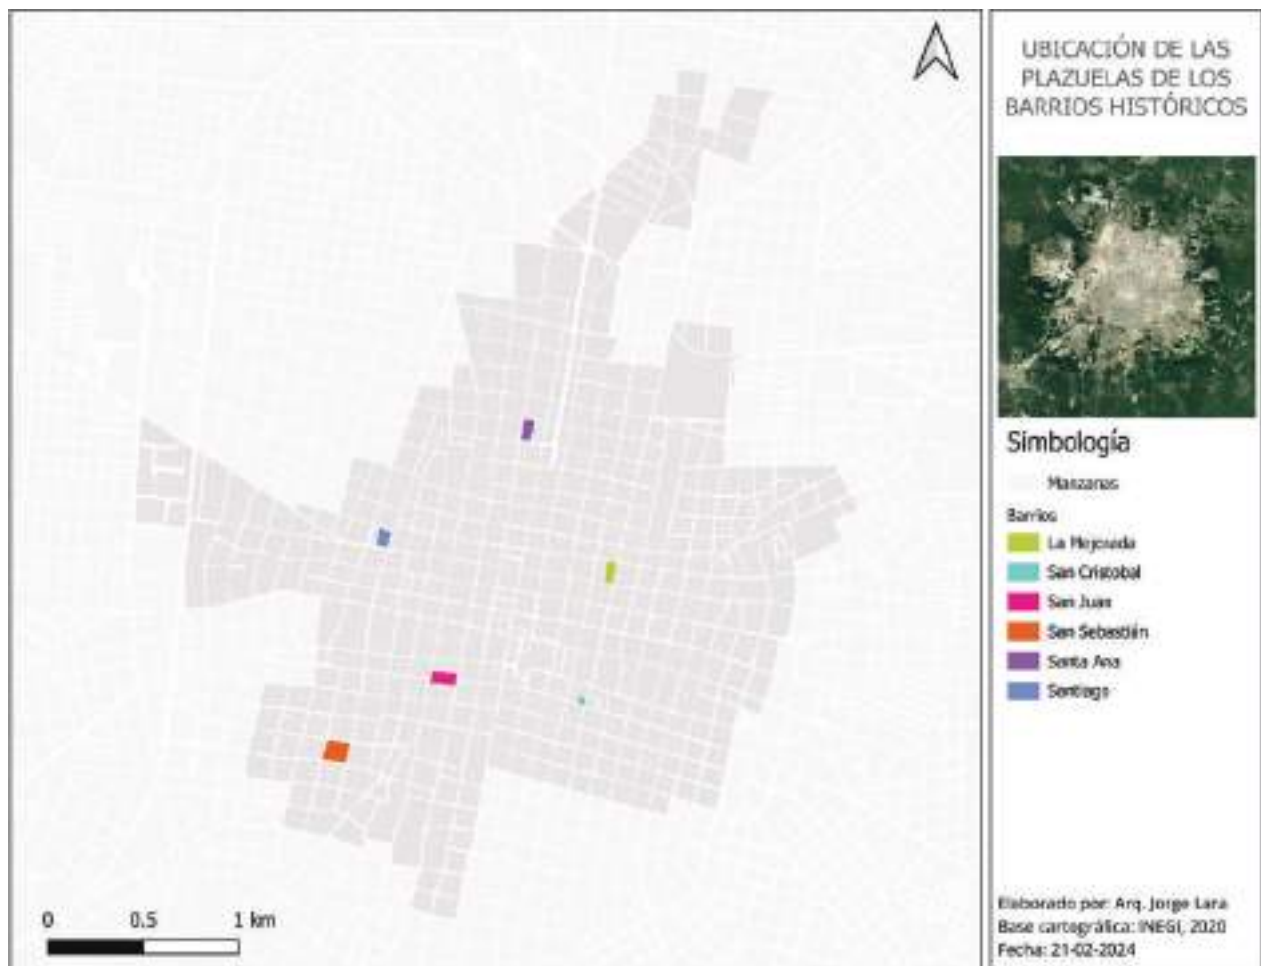 UBICACIÓN DE LAS
PLAZUELAS DE LOS
BARRIOS HISTÓRICOS
Simbología
Manzanas
Barrios
La Mejorada
San Cristobal
San Juan
San Sebastián
Santa Ana
Santiago
0 0.5 1 km
Elaborado por: Arq. Jorge Lara
Base cartográfica: INEGI, 2020
Fecha: 21-02-2024